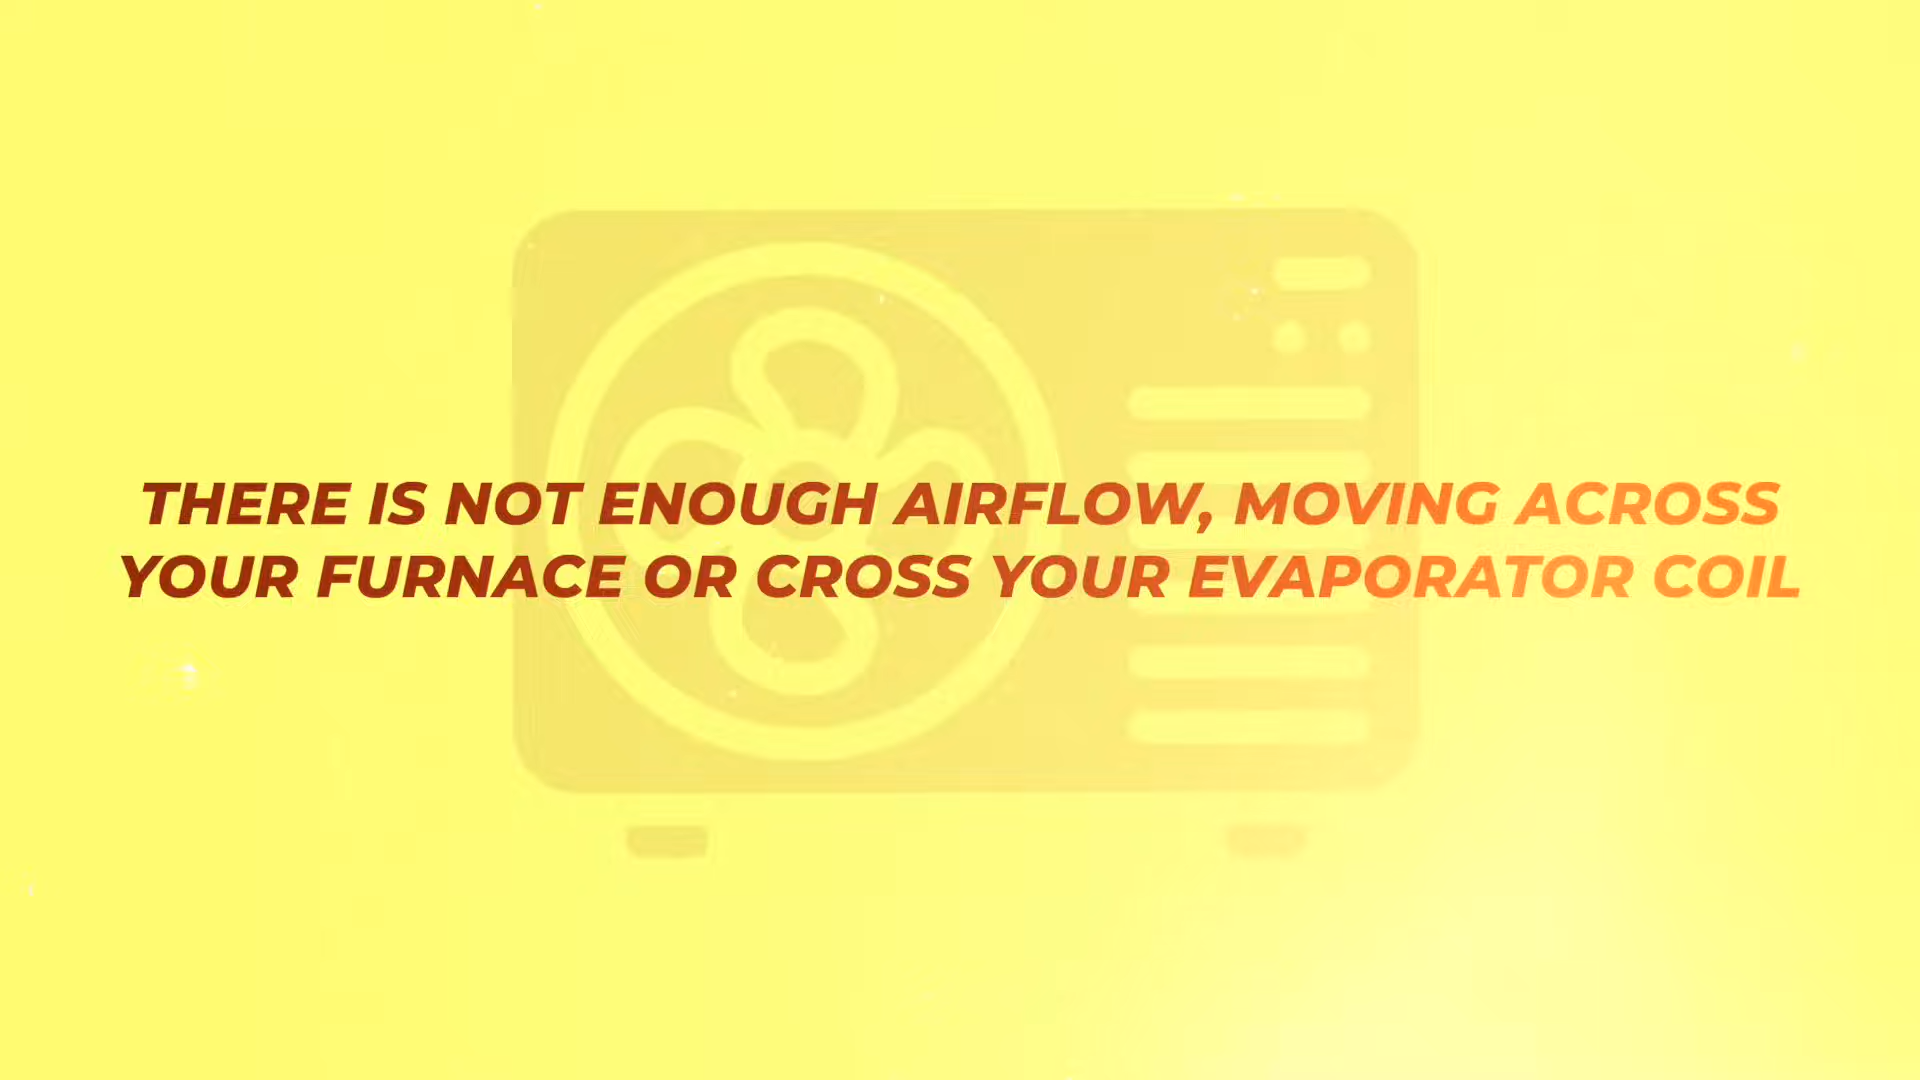 THERE IS NOT ENOUGH AIRFLOW, MOVING ACROSS
YOUR FURNACE OR CROSS YOUR EVAPORATOR COIL